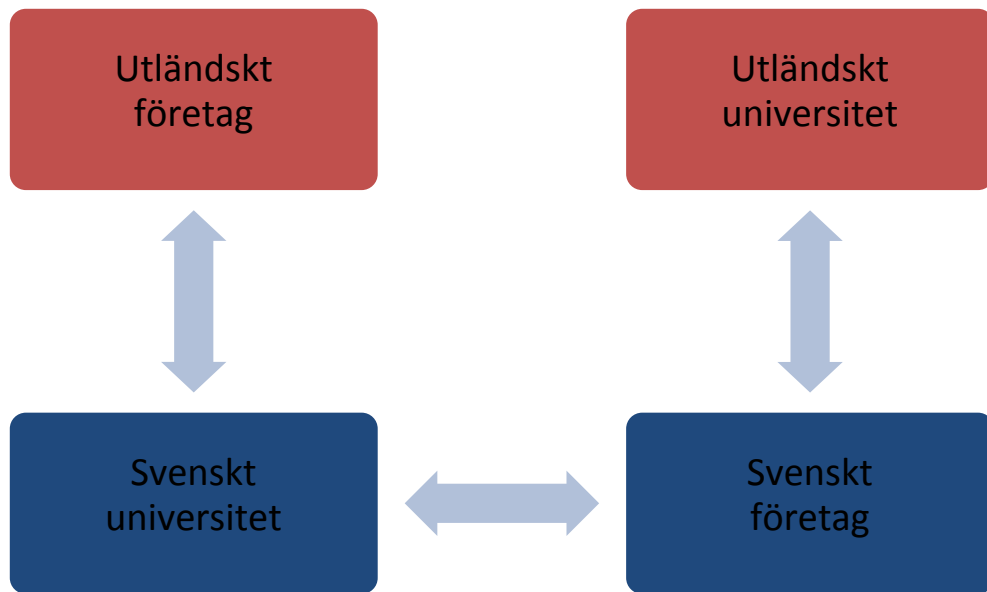 Utländskt
företag
Utländskt
universitet
Svenskt
universitet
Svenskt
företag